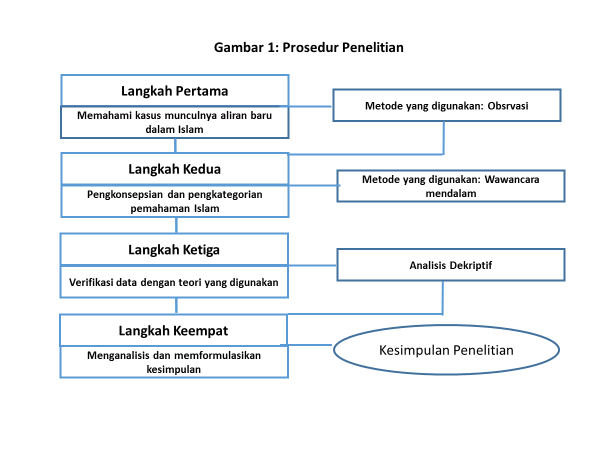 Gambar 1: Prosedur Penelitian
Langkah Pertama
Memahami kasus munculnya aliran baru
dalam Islam
Metode yang digunakan: Obsrvasi
Langkah Kedua
Pengkonsepsian dan pengkategorian
pemahaman Islam
Metode yang digunakan: Wawancara
mendalam
Langkah Ketiga
Verifikasi data dengan teori yang digunakan
Analisis Dekriptif
Langkah Keempat
Menganalisis dan memformulasikan
kesimpulan
Kesimpulan Penelitian